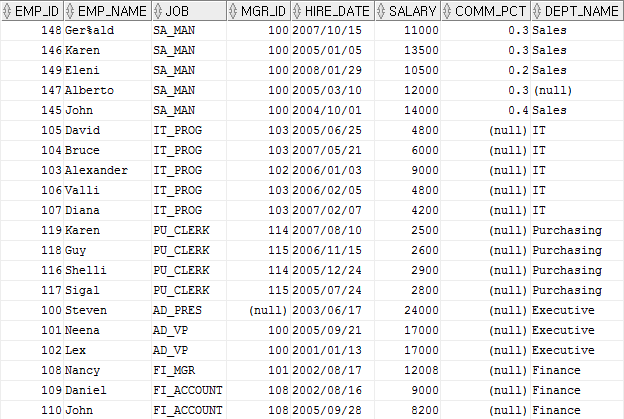 EMP_ID EMP_NAME JOB MGR_ID HIRE_DATE SALARY COMM_PCT DEPT_NAME
148 Ger%ald SA_MAN 100 2007/10/15 11000 0.3 Sales
146 Karen SA_MAN 100 2005/01/05 13500 0.3 Sales
149 Eleni SA_MAN 100 2008/01/29 10500 0.2 Sales
147 Alberto SA_MAN 100 2005/03/10 12000 0.3 (null)
145 John SA_MAN 100 2004/10/01 14000 0.4 Sales
105 David IT_PROG 103 2005/06/25 4800 (null) IT
104 Bruce IT_PROG 103 2007/05/21 6000 (null) IT
103 Alexander IT_PROG 102 2006/01/03 9000 (null) IT
106 Valli IT_PROG 103 2006/02/05 4800 (null) IT
107 Diana IT_PROG 103 2007/02/07 4200 (null) IT
119 Karen PU_CLERK 114 2007/08/10 2500 (null) Purchasing
118 Guy PU_CLERK 115 2006/11/15 2600 (null) Purchasing
116 Shelli PU_CLERK 114 2005/12/24 2900 (null) Purchasing
117 Sigal PU_CLERK 115 2005/07/24 2800 (null) Purchasing
100 Steven AD_PRES (null) 2003/06/17 24000 (null) Executive
101 Neena AD_VP 100 2005/09/21 17000 (null) Executive
102 Lex AD_VP 100 2001/01/13 17000 (null) Executive
108 Nancy FI_MGR 101 2002/08/17 12008 (null) Finance
109 Daniel FI_ACCOUNT 108 2002/08/16 9000 (null) Finance
110 John FI_ACCOUNT 108 2005/09/28 8200 (null) Finance